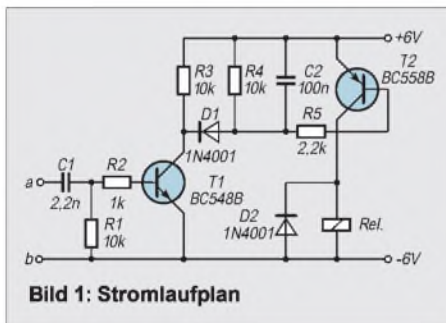 +6V
R3
10k
R4
10k
C2
100n
T2
BC558B
D1
1N4001
R5
2,2k
C1
2,2n
R2
1k
T1
BC548B
a
R1
10k
D2
1N4001
Rel.
b
-6V
Bild 1: Stromlaufplan